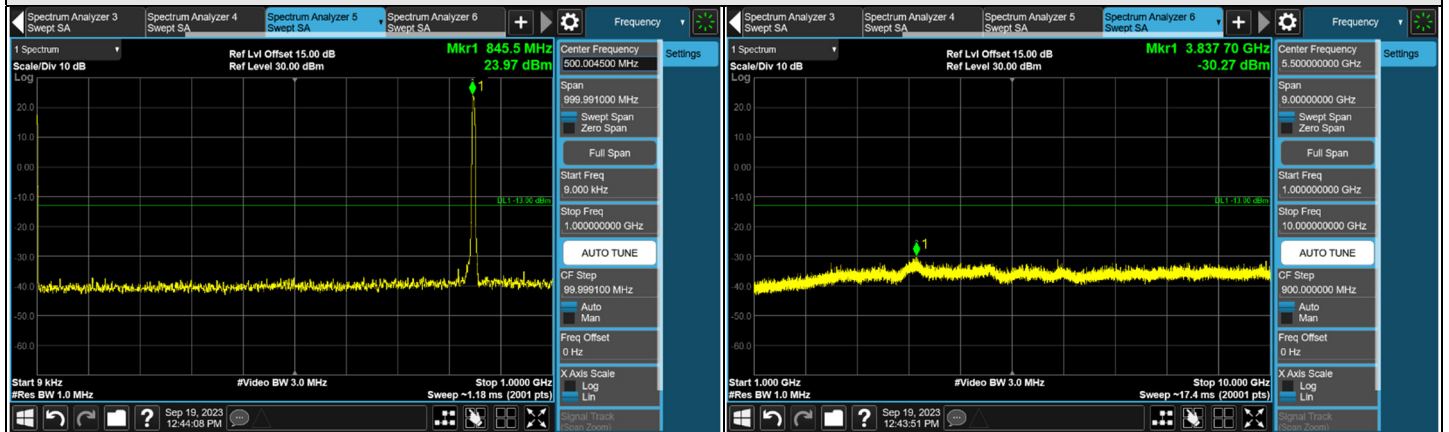 Spectrum Analyzer 3
Swept SA
Spectrum Analyzer 4
Swept SA
Spectrum Analyzer 5
Swept SA
Spectrum Analyzer 6
Swept SA
+
Frequency
1 Spectrum
Scale/Div 10 dB
Log
Ref Lvl Offset 15.00 dB
Ref Level 30.00 dBm
Mkr1 845.5 MHz
23.97 dBm
1
20.0
10.0
0.00
-10.0
DL1 -13.00 dBm
-20.0
-30.0
-40.0
-50.0
-60.0
Start 9 kHz
#Res BW 1.0 MHz
#Video BW 3.0 MHz
Stop 1.0000 GHz
Sweep ~1.18 ms (2001 pts)
Center Frequency
500.004500 MHz
Settings
Span
999.991000 MHz
Swept Span
Zero Span
Full Span
Start Freq
9.000 kHz
Stop Freq
1.000000000 GHz
AUTO TUNE
CF Step
99.999100 MHz
Auto
Man
Freq Offset
0 Hz
X Axis Scale
Log
Lin
Signal Track
(Span Zoom)
?
Sep 19, 2023
12:44:08 PM
Spectrum Analyzer 3
Swept SA
Spectrum Analyzer 4
Swept SA
Spectrum Analyzer 5
Swept SA
Spectrum Analyzer 6
Swept SA
+
Frequency
1 Spectrum
Scale/Div 10 dB
Log
Ref Lvl Offset 15.00 dB
Ref Level 30.00 dBm
Mkr1 3.837 70 GHz
-30.27 dBm
1
20.0
10.0
0.00
-10.0
DL1 -13.00 dBm
-20.0
-30.0
-40.0
-50.0
-60.0
Start 1.000 GHz
#Res BW 1.0 MHz
#Video BW 3.0 MHz
Stop 10.000 GHz
Sweep ~17.4 ms (20001 pts)
Center Frequency
5.500000000 GHz
Settings
Span
9.00000000 GHz
Swept Span
Zero Span
Full Span
Start Freq
1.000000000 GHz
Stop Freq
10.000000000 GHz
AUTO TUNE
CF Step
900.000000 MHz
Auto
Man
Freq Offset
0 Hz
X Axis Scale
Log
Lin
Signal Track
(Span Zoom)
?
Sep 19, 2023
12:43:51 PM